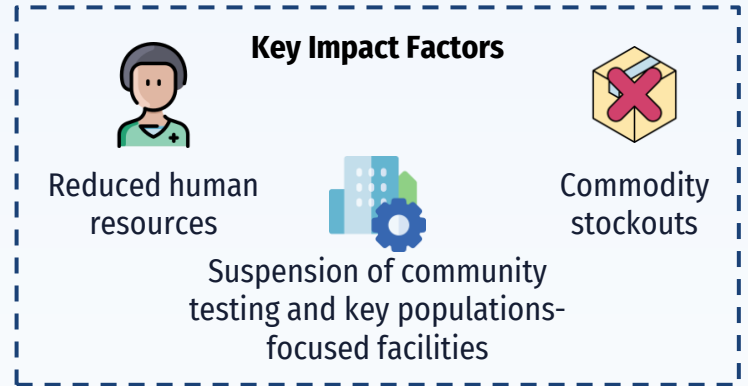 Key Impact Factors
Reduced human
resources
Commodity
stockouts
Suspension of community
testing and key populations-
focused facilities